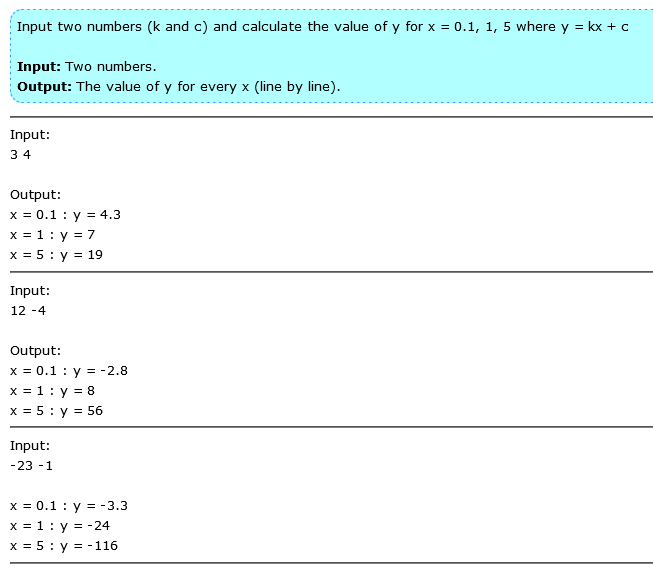 Input two numbers (k and c) and calculate the value of y for x = 0.1, 1, 5 where y = kx + c
Input: Two numbers.
Output: The value of y for every x (line by line).
Input:
3 4
Output:
x = 0.1 : y = 4.3
x = 1 : y = 7
x = 5 : y = 19
Input:
12 -4
Output:
x = 0.1 : y = -2.8
x = 1 : y = 8
x = 5 : y = 56
Input:
-23 -1
x = 0.1 : y = -3.3
x = 1 : y = -24
x = 5 : y = -116